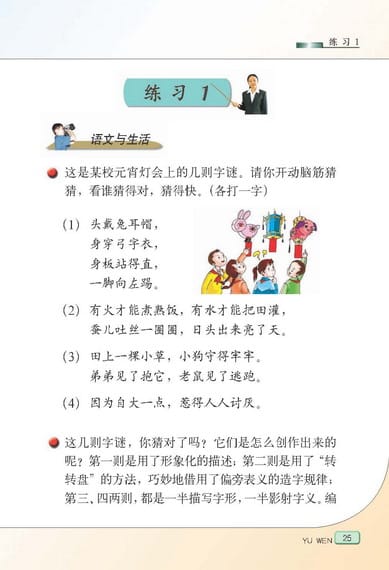 练习1
练习1
语文与生活
这是某校元宵灯会上的几则字谜。请你开动脑筋猜
猜,看谁猜得对,猜得快。(各打一字)
(1) 头戴兔耳帽,
身穿弓字衣,
身板站得直,
一脚向左踢。
(2) 有火才能煮熟饭,有水才能把田灌,
蚕儿吐丝一圈圈,日头出来亮了天。
(3) 田上一棵小草,小狗守得牢牢。
弟弟见了抱它,老鼠见了逃跑。
(4) 因为自大一点,惹得人人讨厌。
这几则字谜,你猜对了吗?它们是怎么创作出来的
呢?第一则是用了形象化的描述;第二则是用了“转
转盘”的方法,巧妙地借用了偏旁表义的造字规律;
第三、四两则,都是一半描写字形,一半影射字义。编
YU WEN 25